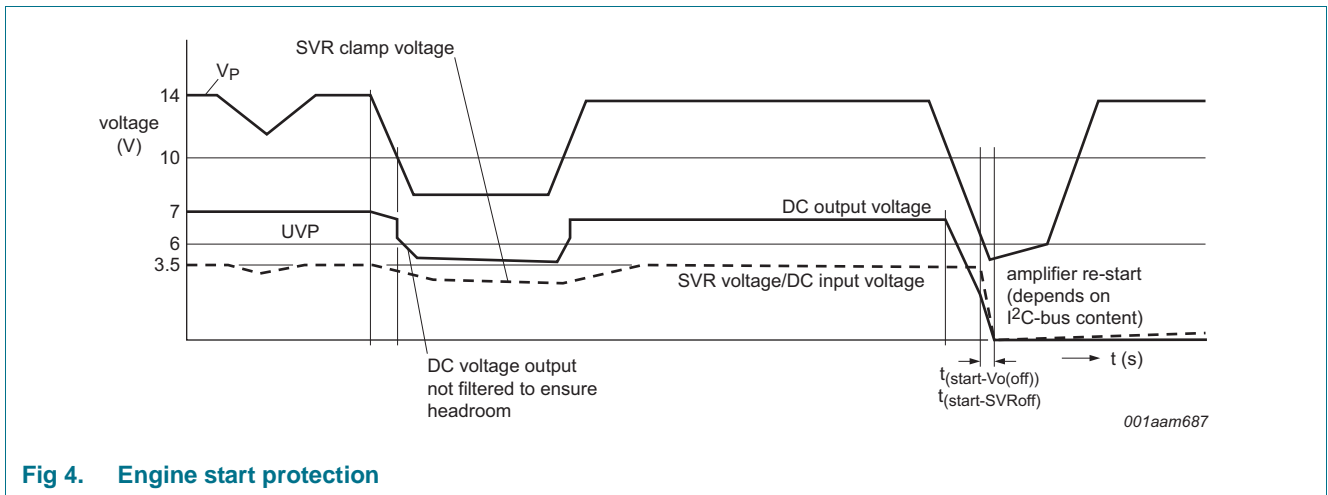 SVR clamp voltage
VP
14
voltage
(V)
10
7
DC output voltage
UVP
6
3.5
SVR voltage/DC input voltage
amplifier re-start
(depends on
I2C-bus content)
DC voltage output
not filtered to ensure
headroom
t (s)
t(start-Vo(off))
t(start-SVRoff)
001aam687
Fig 4. Engine start protection